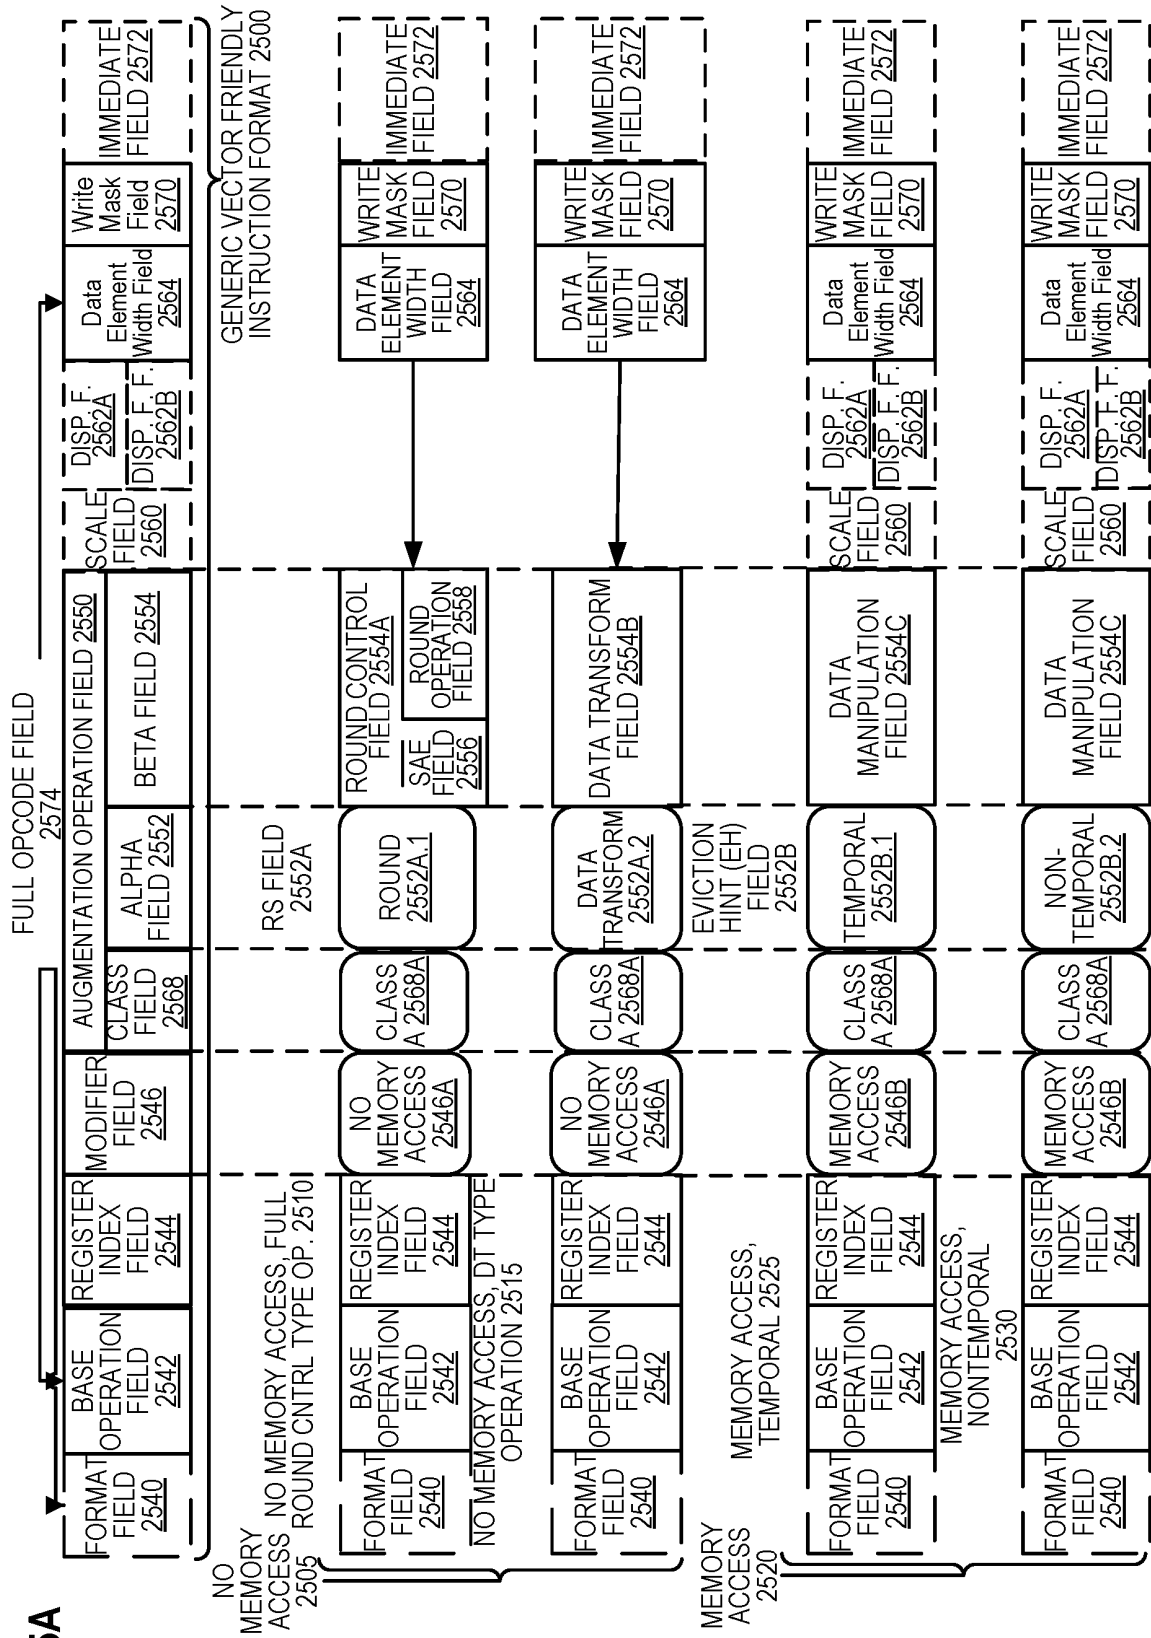 5A
FULL OPCODE FIELD
2574
FORMAT
FIELD
2540
BASE
OPERATION
FIELD
2542
REGISTER
INDEX
FIELD
2544
MODIFIER
FIELD
2546
AUGMENTATION OPERATION FIELD 2550
CLASS
FIELD
2568
ALPHA
FIELD 2552
BETA FIELD 2554
SCALE
FIELD
2560
DISP. F.
2562A
DISP. F. F.
2562B
Data
Element
Width Field
2564
Write
Mask
Field
2570
IMMEDIATE
FIELD 2572
GENERIC VECTOR FRIENDLY
INSTRUCTION FORMAT 2500
NO
MEMORY
ACCESS
2505
NO MEMORY ACCESS, FULL
ROUND CNTRL TYPE OP. 2510
RS FIELD
2552A
FORMAT
FIELD
2540
BASE
OPERATION
FIELD
2542
REGISTER
INDEX
FIELD
2544
NO
MEMORY
ACCESS
2546A
CLASS
A 2568A
ROUND
2552A.1
ROUND CONTROL
FIELD 2554A
SAE
FIELD
2556
ROUND
OPERATION
FIELD 2558
DATA
ELEMENT
WIDTH
FIELD
2564
WRITE
MASK
FIELD
2570
IMMEDIATE
FIELD 2572
NO MEMORY ACCESS, DT TYPE
OPERATION 2515
FORMAT
FIELD
2540
BASE
OPERATION
FIELD
2542
REGISTER
INDEX
FIELD
2544
NO
MEMORY
ACCESS
2546A
CLASS
A 2568A
DATA
TRANSFORM
2552A.2
DATA TRANSFORM
FIELD 2554B
DATA
ELEMENT
WIDTH
FIELD
2564
WRITE
MASK
FIELD
2570
IMMEDIATE
FIELD 2572
MEMORY
ACCESS
2520
MEMORY ACCESS,
TEMPORAL 2525
EVICTION
HINT (EH)
FIELD
2552B
FORMAT
FIELD
2540
BASE
OPERATION
FIELD
2542
REGISTER
INDEX
FIELD
2544
MEMORY
ACCESS
2546B
CLASS
A 2568A
TEMPORAL
2552B.1
DATA
MANIPULATION
FIELD 2554C
SCALE
FIELD
2560
DISP. F.
2562A
DISP. F. F.
2562B
Data
Element
Width Field
2564
WRITE
MASK
FIELD
2570
IMMEDIATE
FIELD 2572
MEMORY ACCESS,
NONTEMPORAL
2530
FORMAT
FIELD
2540
BASE
OPERATION
FIELD
2542
REGISTER
INDEX
FIELD
2544
MEMORY
ACCESS
2546B
CLASS
A 2568A
NON-
TEMPORAL
2552B.2
DATA
MANIPULATION
FIELD 2554C
SCALE
FIELD
2560
DISP. F.
2562A
DISP. F. F.
2562B
Data
Element
Width Field
2564
WRITE
MASK
FIELD
2570
IMMEDIATE
FIELD 2572